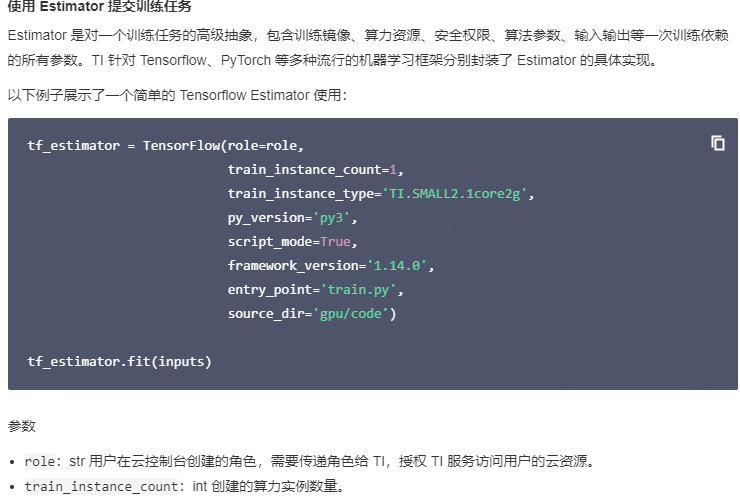 使用 Estimator 提交训练任务
Estimator 是对一个训练任务的高级抽象，包含训练镜像、算力资源、安全权限、算法参数、输入输出等一次训练依赖
的所有参数。TI 针对 Tensorflow、PyTorch 等多种流行的机器学习框架分别封装了 Estimator 的具体实现。
以下例子展示了一个简单的 Tensorflow Estimator 使用：
tf_estimator = TensorFlow(role=role,
train_instance_count=1,
train_instance_type='TI.SMALL2.1core2g',
py_version='py3',
script_mode=True,
framework_version='1.14.0',
entry_point='train.py',
source_dir='gpu/code')
tf_estimator.fit(inputs)
参数
• role：str 用户在云控制台创建的角色，需要传递角色给 TI，授权 TI 服务访问用户的云资源。
• train_instance_count：int 创建的算力实例数量。